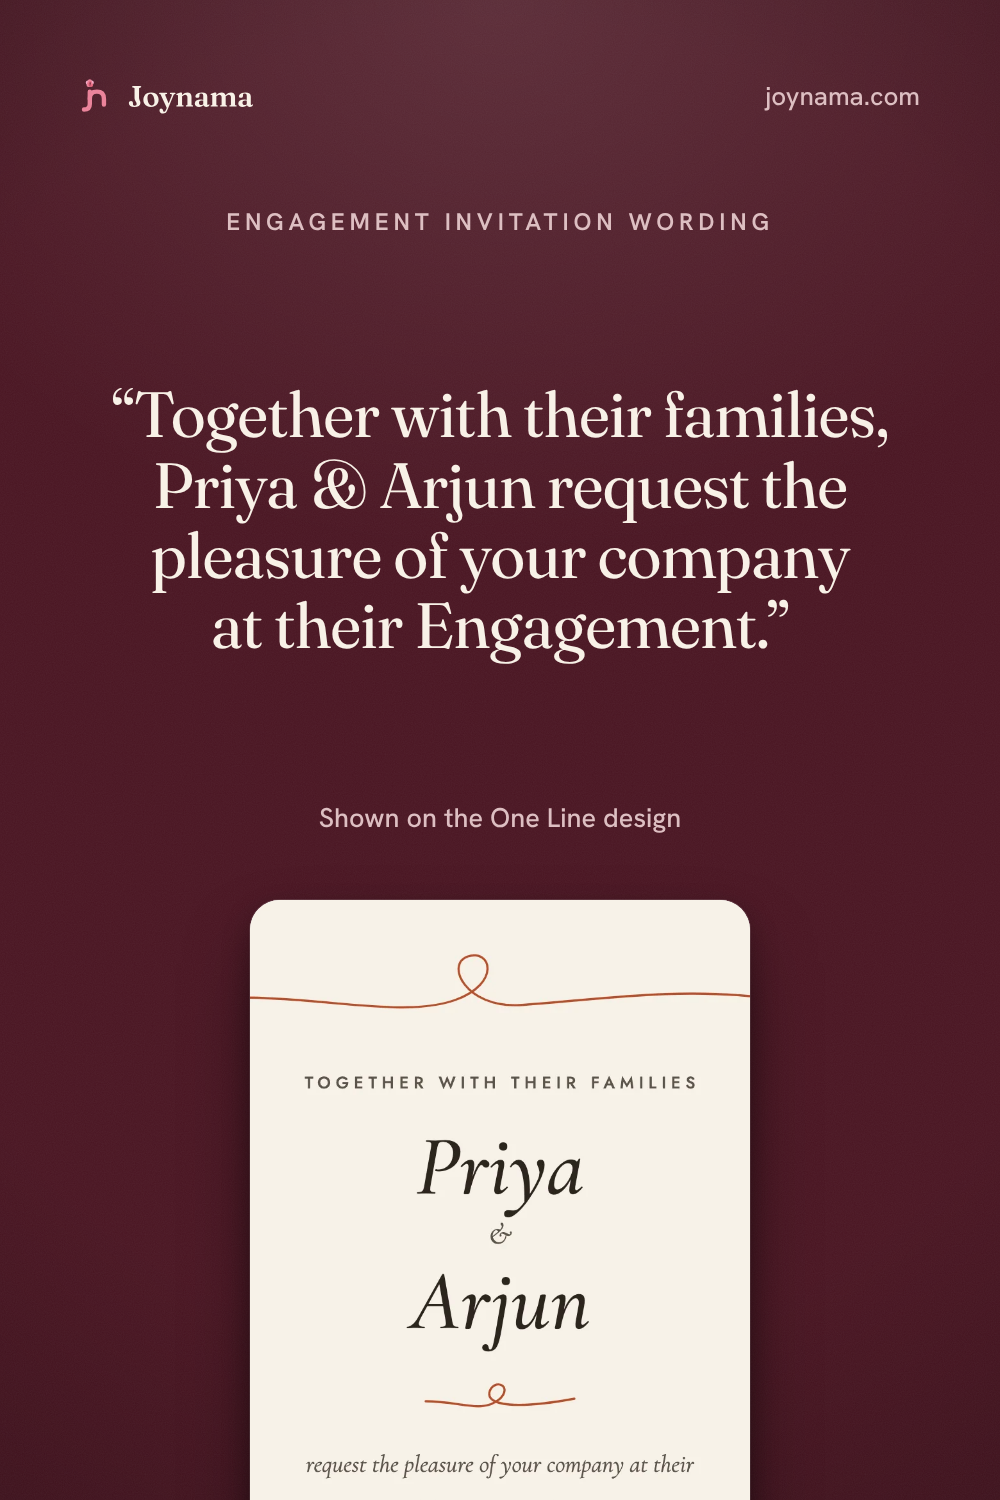 Joynama
joynama.com
ENGAGEMENT INVITATION WORDING
“Together with their families,
Priya & Arjun request the
pleasure of your company
at their Engagement.”
Shown on the One Line design
TOGETHER WITH THEIR FAMILIES
Priya
&
Arjun
request the pleasure of your company at their